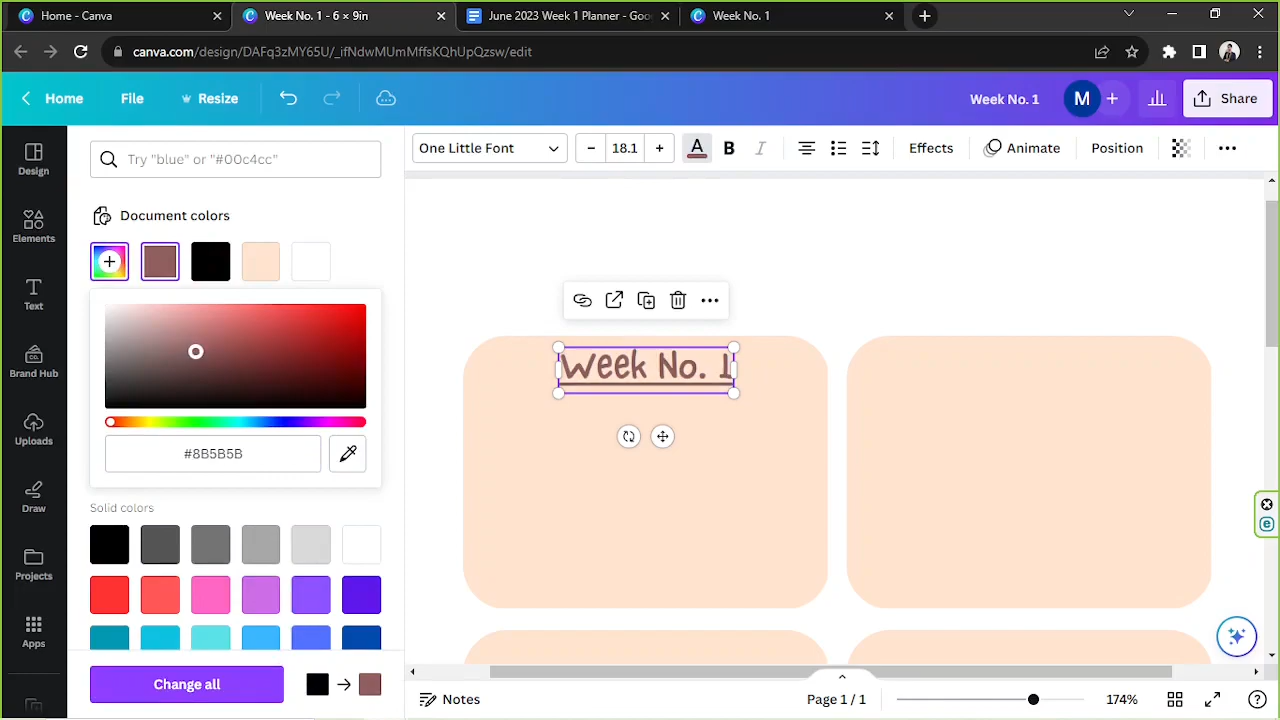 Home - Canva
Week No. 1 - 6 × 9in
June 2023 Week 1 Planner - Goo
Week No. 1
canva.com/design/DAFq3zMY65U/_ifNdwMUmMffsKQhUpQzsw/edit
Home
File
Resize
Week No. 1
M
Share
Design
Elements
Text
Brand Hub
CO.
Uploads
Draw
Projects
Apps
Try "blue" or "#00c4cc"
Document colors
#8B5B5B
Solid colors
Change all
One Little Font
18.1
A
B
I
Effects
Animate
Position
Week No. 1
Notes
Page 1 / 1
174%